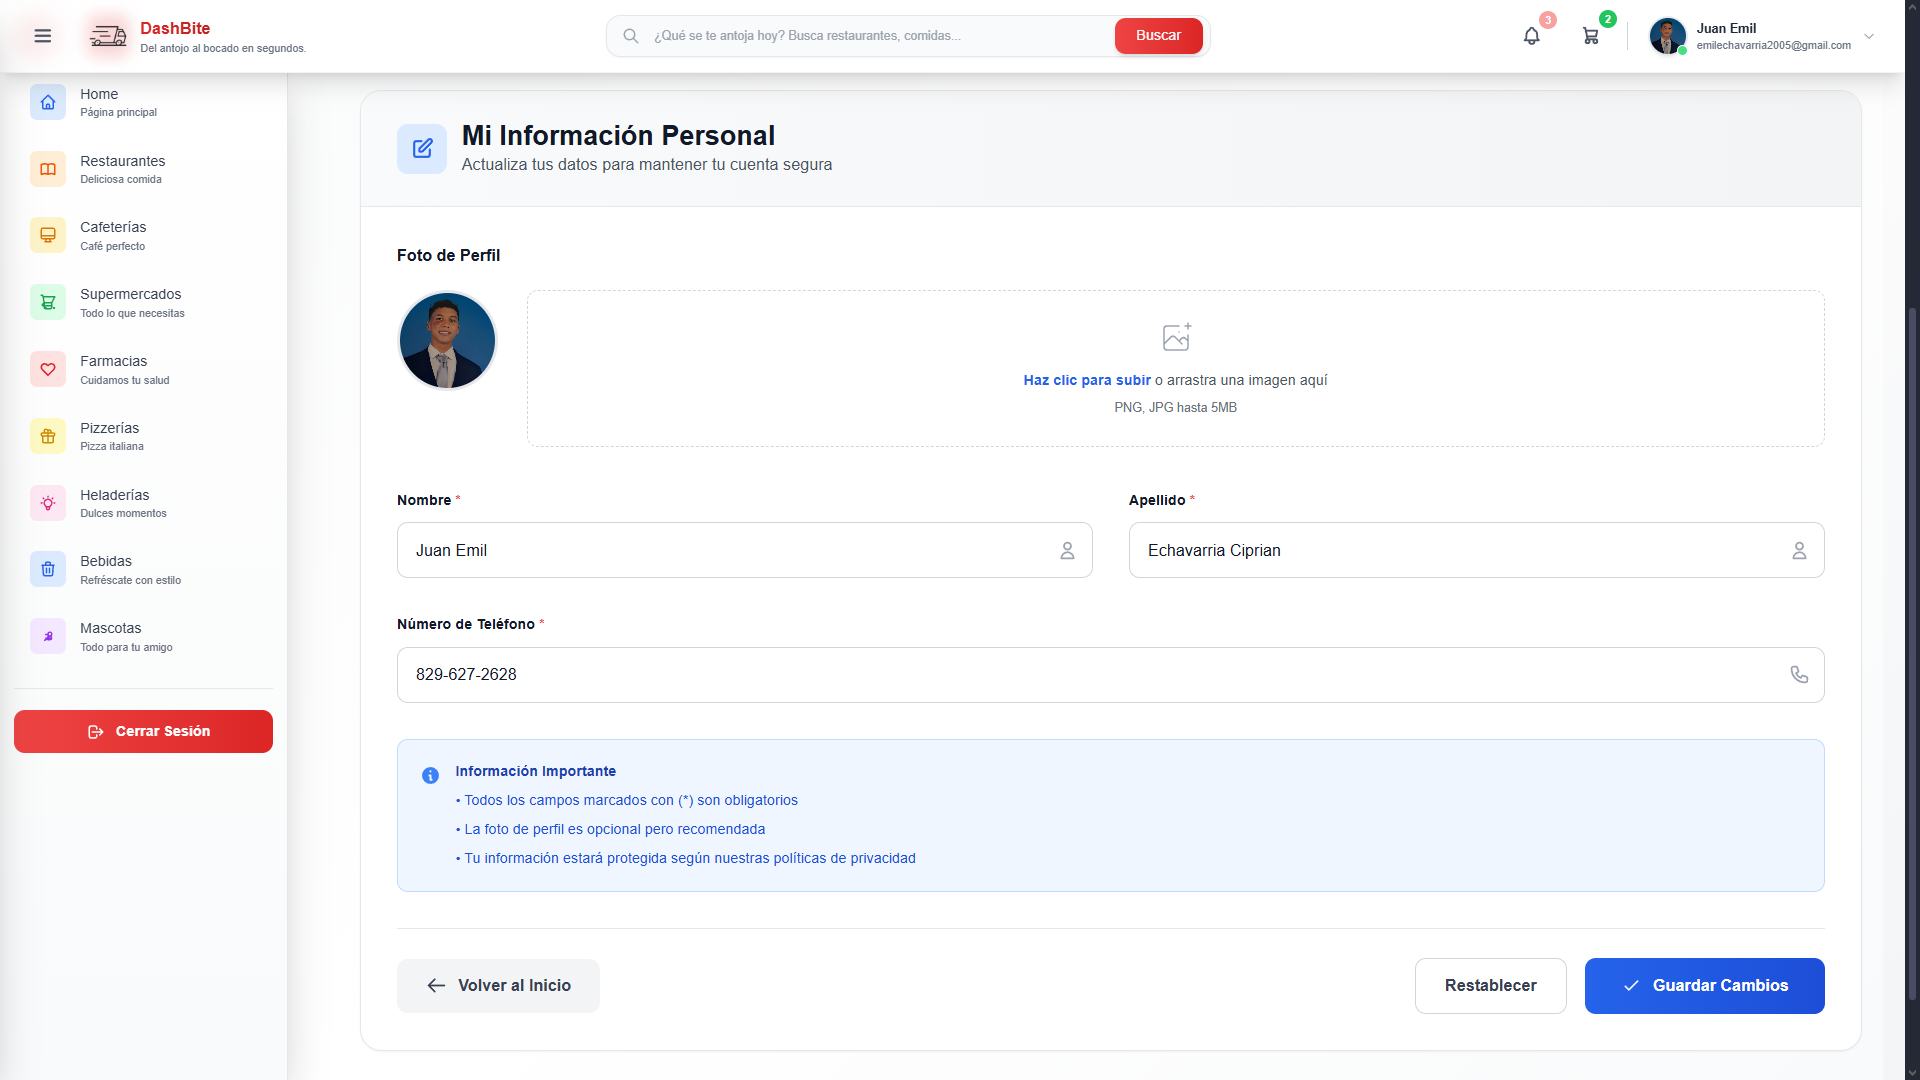 DashBite
Del antojo al bocado en segundos.
¿Qué se te antoja hoy? Busca restaurantes, comidas...
Buscar
3
2
Juan Emil
emilechavarria2005@gmail.com
Home
Página principal
Restaurantes
Deliciosa comida
Cafeterías
Café perfecto
Supermercados
Todo lo que necesitas
Farmacias
Cuidamos tu salud
Pizzerías
Pizza italiana
Heladerías
Dulces momentos
Bebidas
Refréscate con estilo
Mascotas
Todo para tu amigo
Cerrar Sesión
Mi Información Personal
Actualiza tus datos para mantener tu cuenta segura
Foto de Perfil
Haz clic para subir o arrastra una imagen aquí
PNG, JPG hasta 5MB
Nombre *
Juan Emil
Apellido *
Echavarria Ciprian
Número de Teléfono *
829-627-2628
Información Importante
• Todos los campos marcados con (*) son obligatorios
• La foto de perfil es opcional pero recomendada
• Tu información estará protegida según nuestras políticas de privacidad
Volver al Inicio
Restablecer
Guardar Cambios